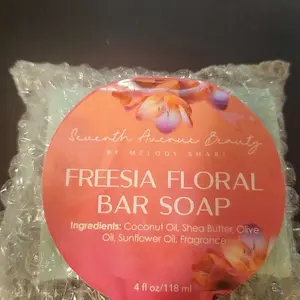 Seventh Avenue Beauty
BY MELODY SHARI
FREESIA FLORAL
BAR SOAP
Ingredients: Coconut Oil, Shea Butter, Olive
Oil, Sunflower Oil, Fragrance
4 fl oz/118 ml